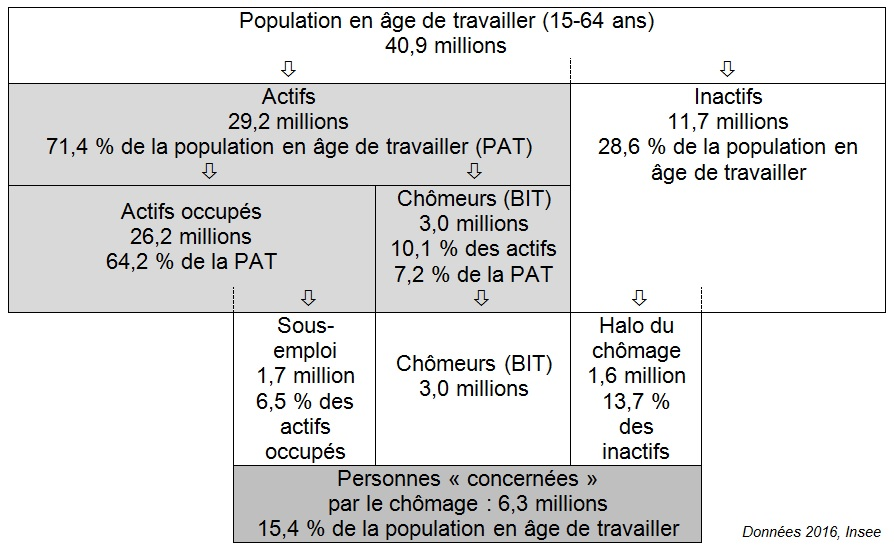 Population en âge de travailler (15-64 ans)
40,9 millions
Actifs
29,2 millions
71,4 % de la population en âge de travailler (PAT)
Inactifs
11,7 millions
28,6 % de la population en
âge de travailler
Actifs occupés
26,2 millions
64,2 % de la PAT
Chômeurs (BIT)
3,0 millions
10,1 % des actifs
7,2 % de la PAT
Sous-
emploi
1,7 million
6,5 % des
actifs
occupés
Chômeurs (BIT)
3,0 millions
Halo du
chômage
1,6 million
13,7 %
des
inactifs
Personnes « concernées »
par le chômage : 6,3 millions
15,4 % de la population en âge de travailler
Données 2016, Insee